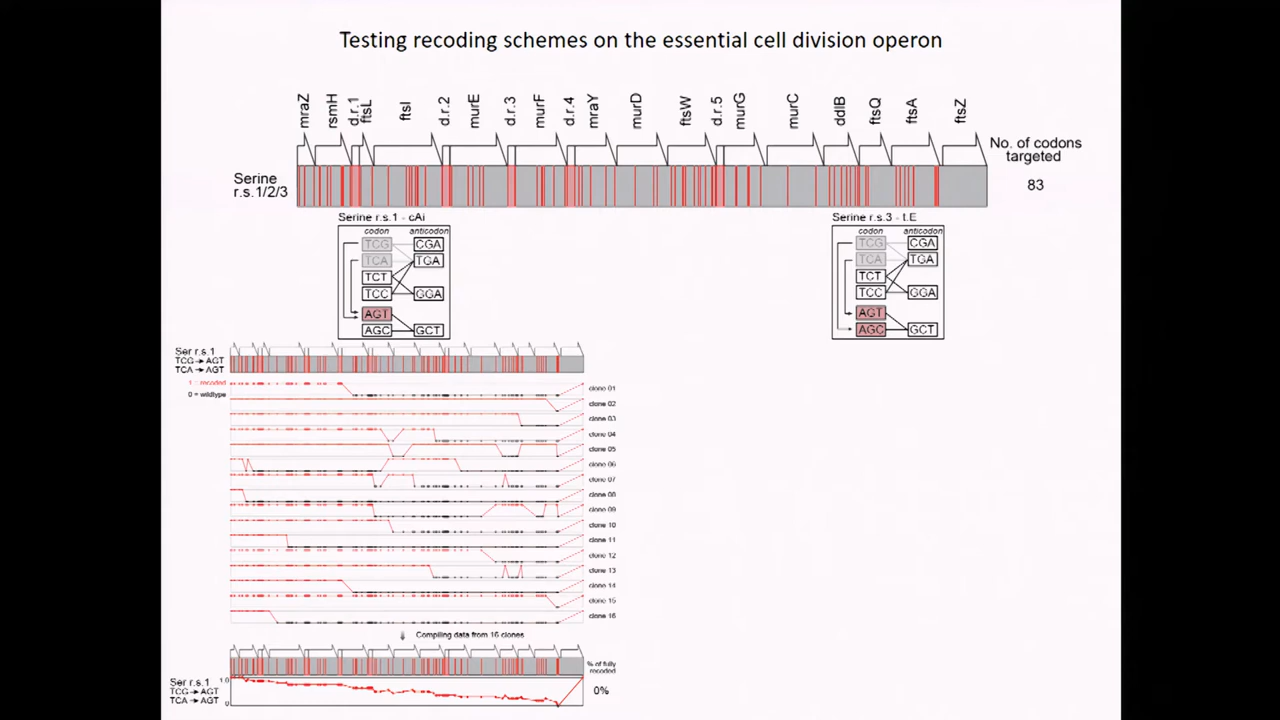 Testing recoding schemes on the essential cell division operon
mraZ rsmH d.r.1 ftsL ftsI d.r.2 murE d.r.3 murF d.r.4 mraY murD ftsW d.r.5 murG murC ddlB ftsQ ftsA ftsZ
No. of codons
targeted
Serine
r.s.1/2/3
83
Serine r.s.1 - cAi
codon anticodon
TCG CGA
TCA TGA
TCT
TCC GGA
AGT
AGC GCT
Serine r.s.3 - t.E
codon anticodon
TCG CGA
TCA TGA
TCT
TCC GGA
AGT
AGC GCT
Ser r.s.1
TCG → AGT
TCA → AGT
1 = recoded
0 = wildtype
clone 01
clone 02
clone 03
clone 04
clone 05
clone 06
clone 07
clone 08
clone 09
clone 10
clone 11
clone 12
clone 13
clone 14
clone 15
clone 16
Compiling data from 16 clones
% of fully
recoded
Ser r.s.1
TCG → AGT
TCA → AGT
1.0
0
0%